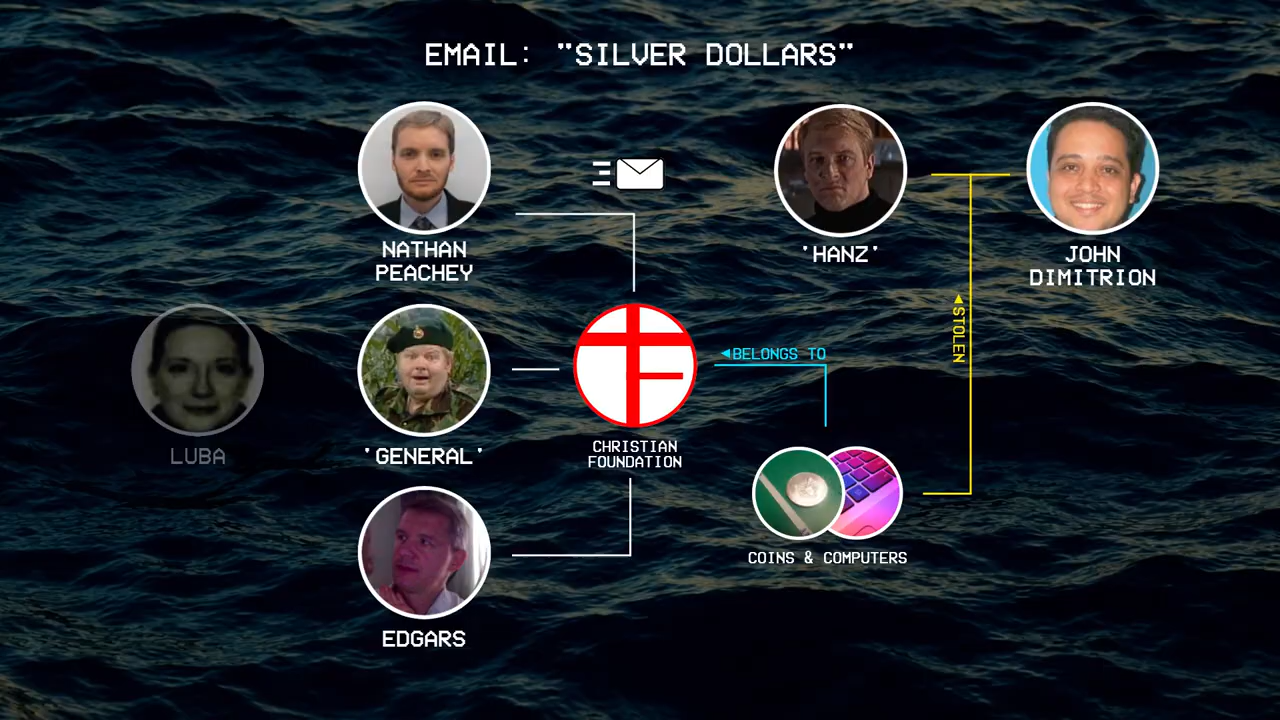 EMAIL: "SILVER DOLLARS"
NATHAN
PEACHEY
'HANZ'
JOHN
DIMITRION
LUBA
'GENERAL'
CHRISTIAN
FOUNDATION
◄BELONGS TO
◄STOLEN
COINS & COMPUTERS
EDGARS